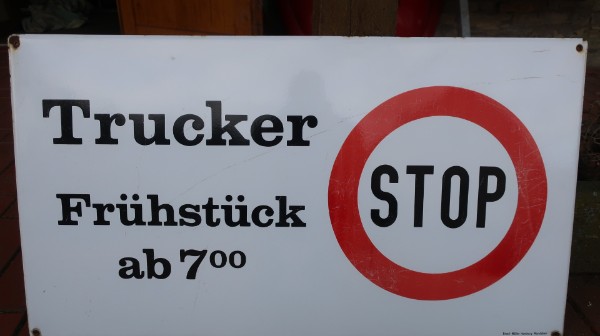 Trucker
Frühstück
ab 7⁰⁰
STOP